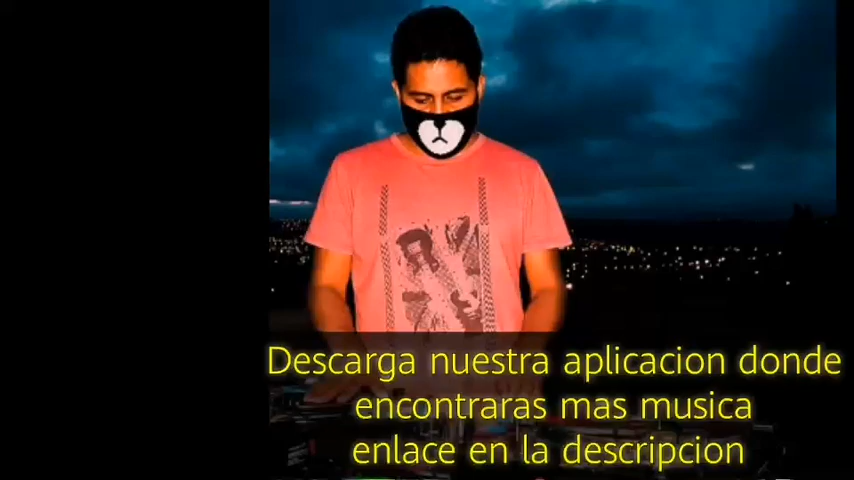 Descarga nuestra aplicacion donde
encontraras mas musica
enlace en la descripcion